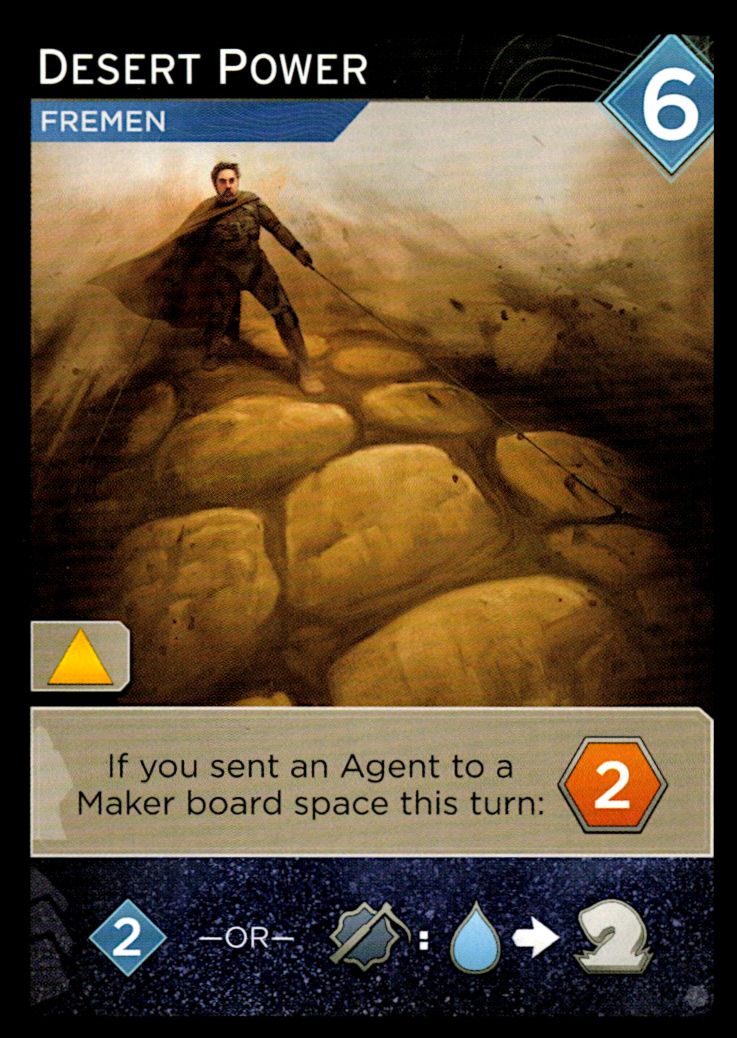 DESERT POWER
6
FREMEN
If you sent an Agent to a
Maker board space this turn:
2
2 —OR— :